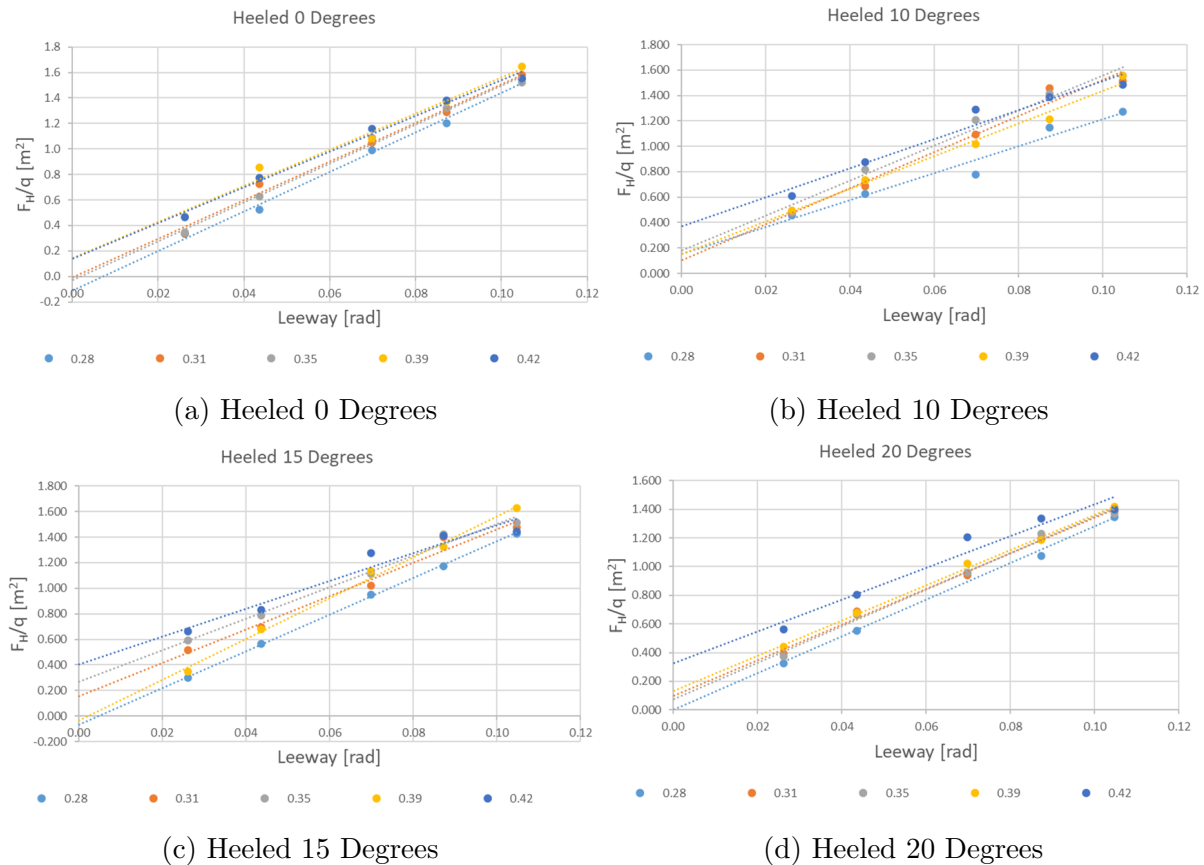 Heeled 0 Degrees
F_H/q [m²]
1.8
1.6
1.4
1.2
1.0
0.8
0.6
0.4
0.2
0.0
-0.2
0.00 0.02 0.04 0.06 0.08 0.10 0.12
Leeway [rad]
0.28 0.31 0.35 0.39 0.42
(a) Heeled 0 Degrees
Heeled 10 Degrees
F_H/q [m²]
1.800
1.600
1.400
1.200
1.000
0.800
0.600
0.400
0.200
0.000
0.00 0.02 0.04 0.06 0.08 0.10 0.12
Leeway [rad]
0.28 0.31 0.35 0.39 0.42
(b) Heeled 10 Degrees
Heeled 15 Degrees
F_H/q [m²]
1.800
1.600
1.400
1.200
1.000
0.800
0.600
0.400
0.200
0.000
-0.200
0.00 0.02 0.04 0.06 0.08 0.10 0.12
Leeway [rad]
0.28 0.31 0.35 0.39 0.42
(c) Heeled 15 Degrees
Heeled 20 Degrees
F_H/q [m²]
1.600
1.400
1.200
1.000
0.800
0.600
0.400
0.200
0.000
0.00 0.02 0.04 0.06 0.08 0.10 0.12
Leeway [rad]
0.28 0.31 0.35 0.39 0.42
(d) Heeled 20 Degrees